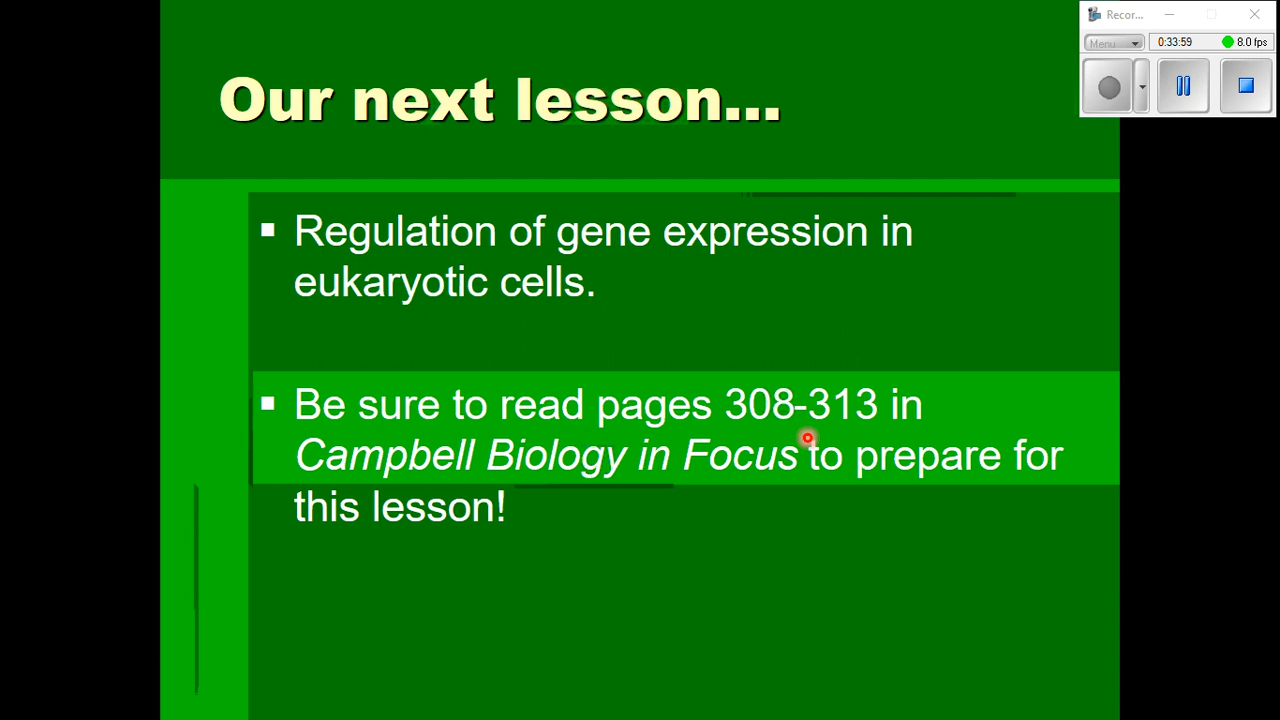 Recor...
Menu
0:33:59
8.0 fps
Our next lesson...
▪ Regulation of gene expression in
eukaryotic cells.
▪ Be sure to read pages 308-313 in
Campbell Biology in Focus to prepare for
this lesson!